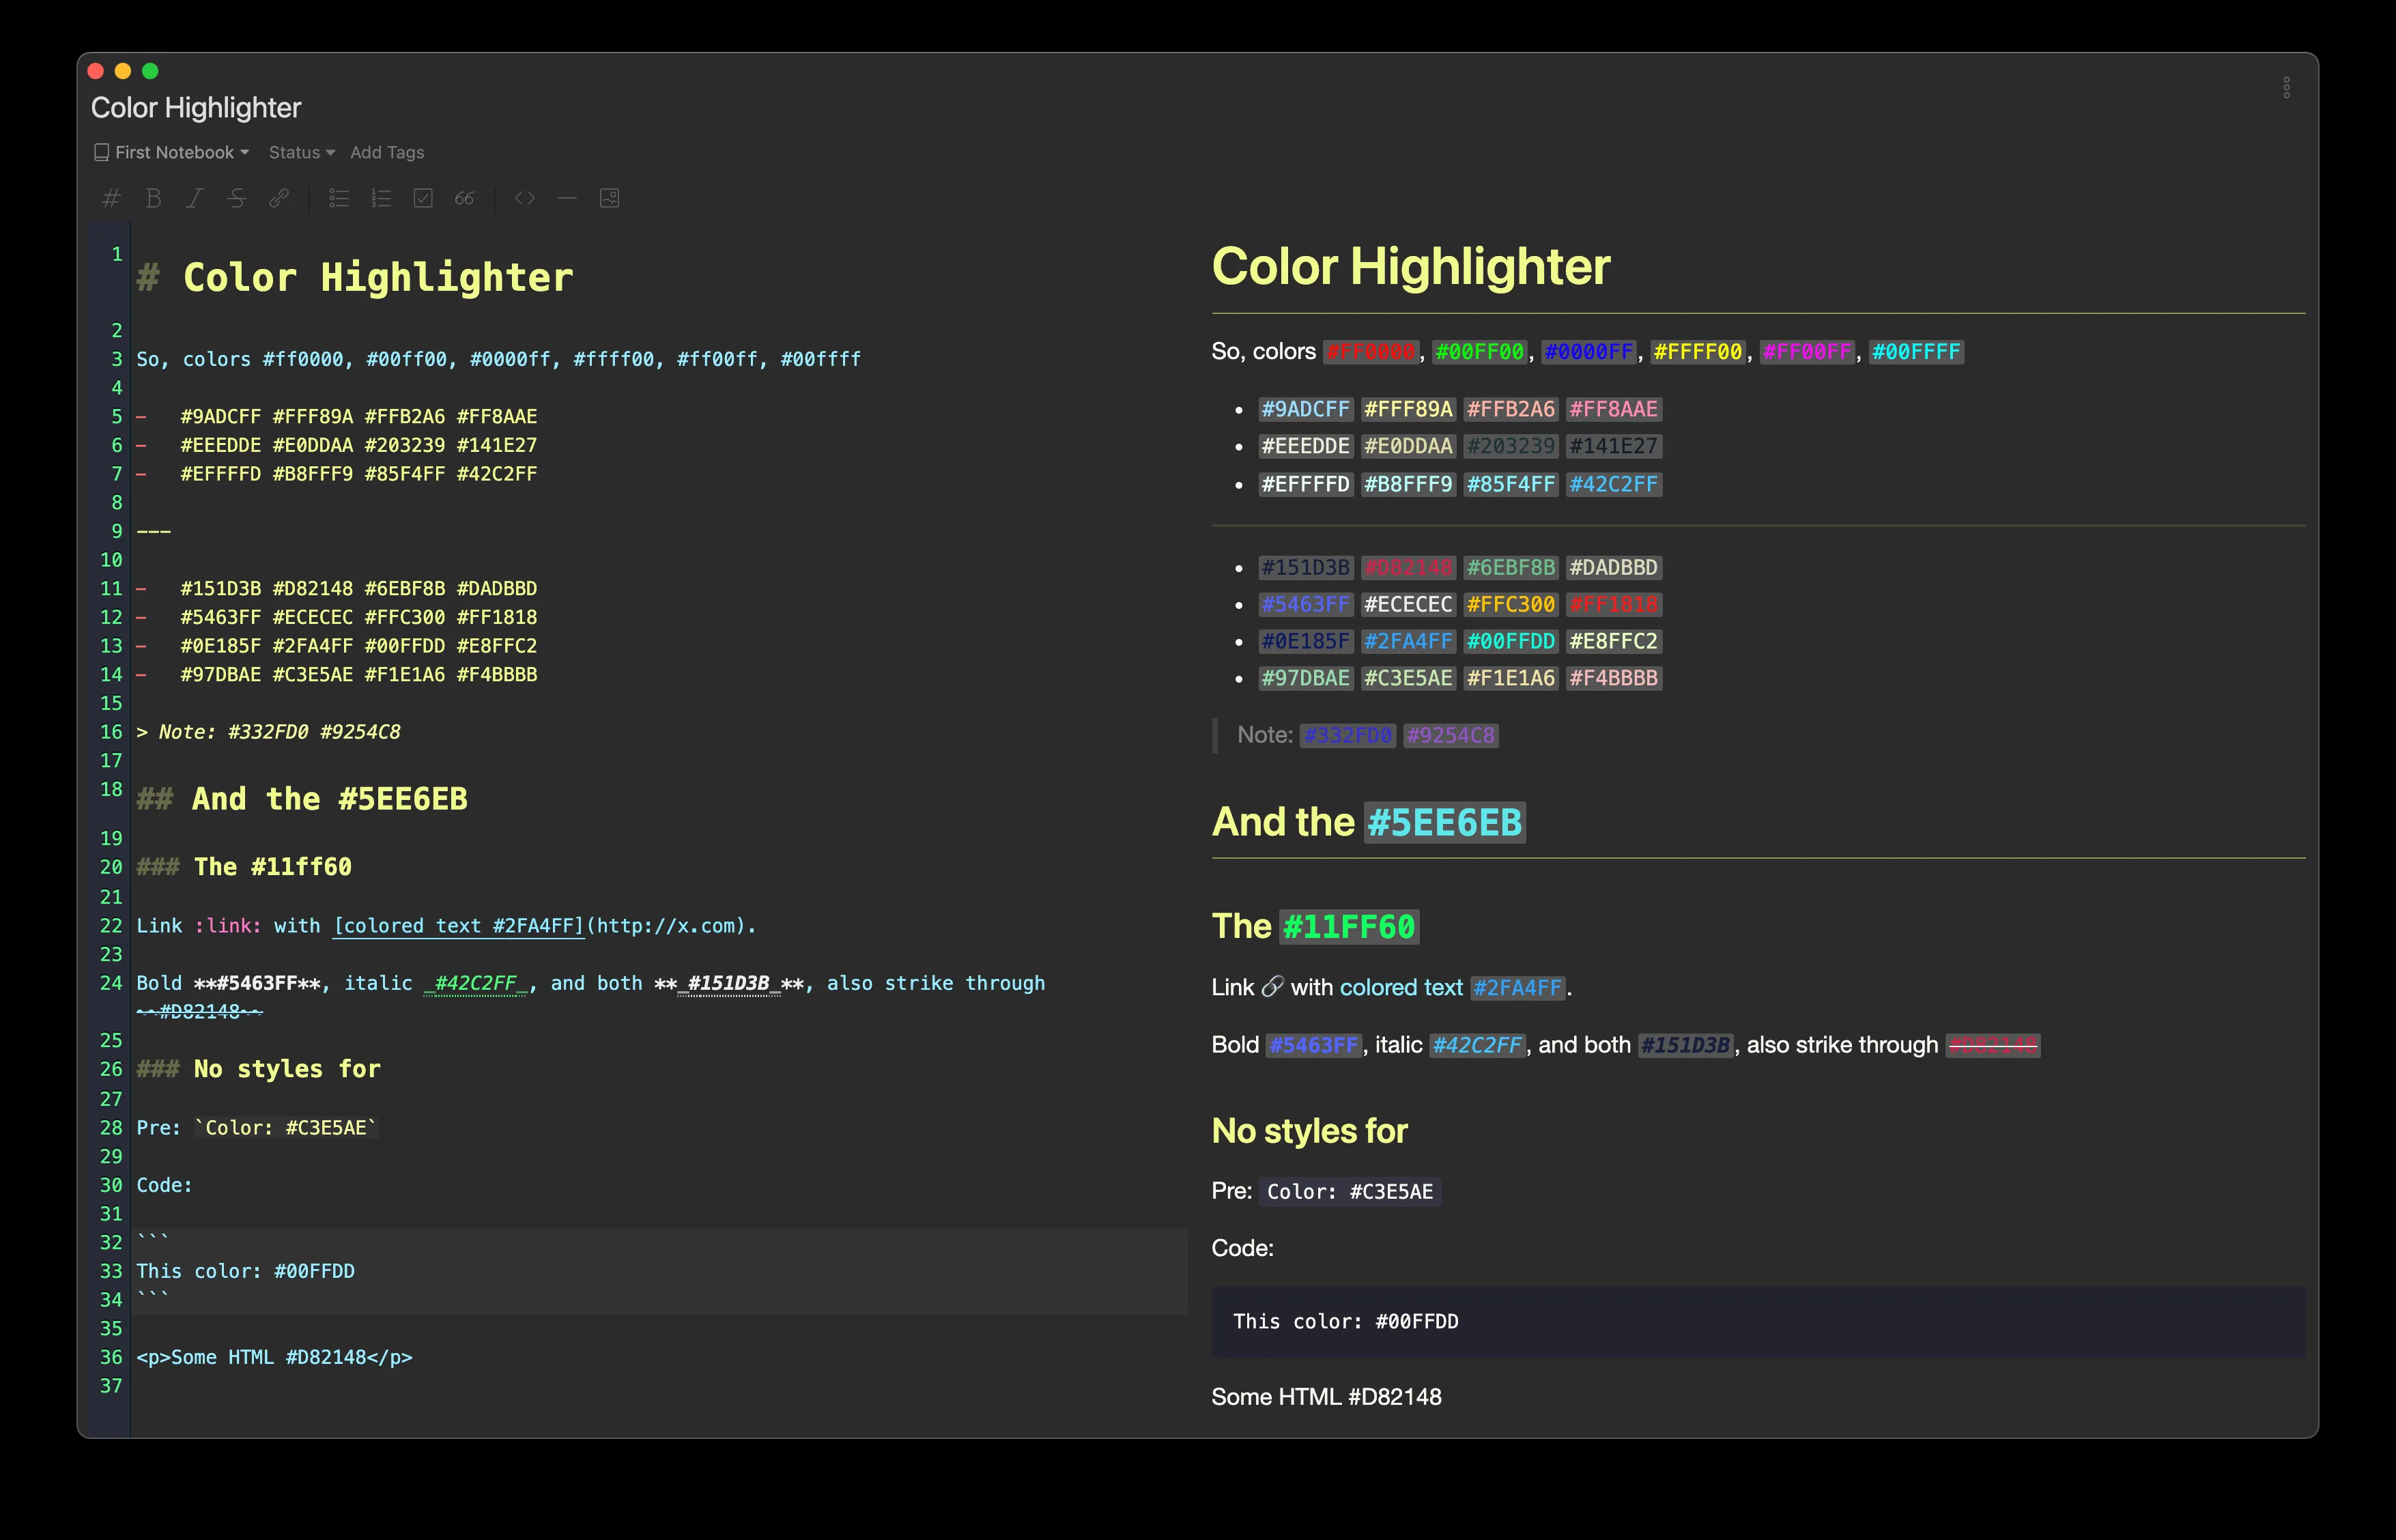 Color Highlighter
First Notebook Status Add Tags
1 # Color Highlighter
2
3 So, colors #ff0000, #00ff00, #0000ff, #ffff00, #ff00ff, #00ffff
4
5 - #9ADCFF #FFF89A #FFB2A6 #FF8AAE
6 - #EEEDDE #E0DDAA #203239 #141E27
7 - #EFFFFD #B8FFF9 #85F4FF #42C2FF
8
9 ---
10
11 - #151D3B #D82148 #6EBF8B #DADBBD
12 - #5463FF #ECECEC #FFC300 #FF1818
13 - #0E185F #2FA4FF #00FFDD #E8FFC2
14 - #97DBAE #C3E5AE #F1E1A6 #F4BBBB
15
16 > Note: #332FD0 #9254C8
17
18 ## And the #5EE6EB
19
20 ### The #11ff60
21
22 Link :link: with [colored text #2FA4FF](http://x.com).
23
24 Bold **#5463FF**, italic _#42C2FF_, and both **_#151D3B_**, also strike through
~~#D82148~~
25
26 ### No styles for
27
28 Pre: `Color: #C3E5AE`
29
30 Code:
31
32 ```
33 This color: #00FFDD
34 ```
35
36 <p>Some HTML #D82148</p>
37
Color Highlighter
So, colors #FF0000, #00FF00, #0000FF, #FFFF00, #FF00FF, #00FFFF
• #9ADCFF #FFF89A #FFB2A6 #FF8AAE
• #EEEDDE #E0DDAA #203239 #141E27
• #EFFFFD #B8FFF9 #85F4FF #42C2FF
• #151D3B #D82148 #6EBF8B #DADBBD
• #5463FF #ECECEC #FFC300 #FF1818
• #0E185F #2FA4FF #00FFDD #E8FFC2
• #97DBAE #C3E5AE #F1E1A6 #F4BBBB
Note: #332FD0 #9254C8
And the #5EE6EB
The #11FF60
Link 🔗 with colored text #2FA4FF.
Bold #5463FF, italic #42C2FF, and both #151D3B, also strike through #D82148
No styles for
Pre: Color: #C3E5AE
Code:
This color: #00FFDD
Some HTML #D82148